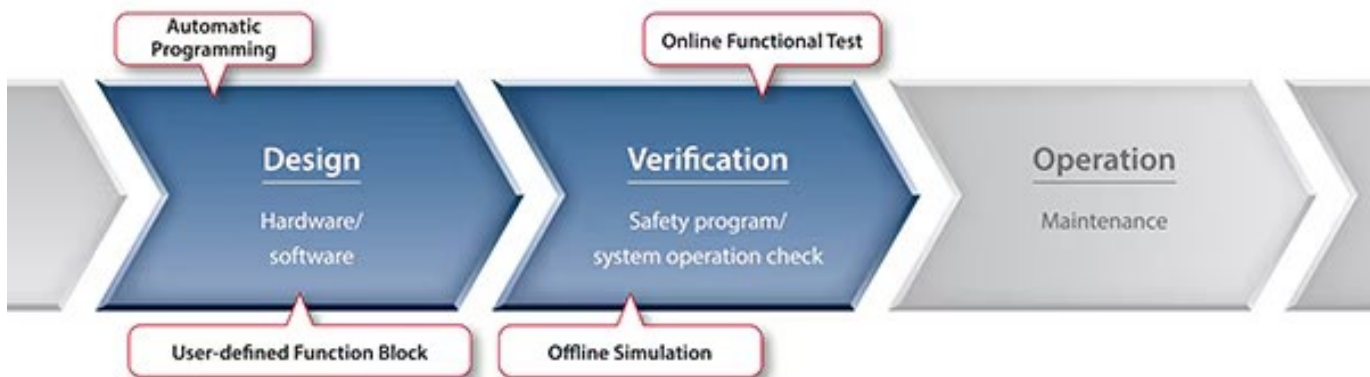 Automatic
Programming
Online Functional Test
Design
Hardware/
software
Verification
Safety program/
system operation check
Operation
Maintenance
User-defined Function Block
Offline Simulation